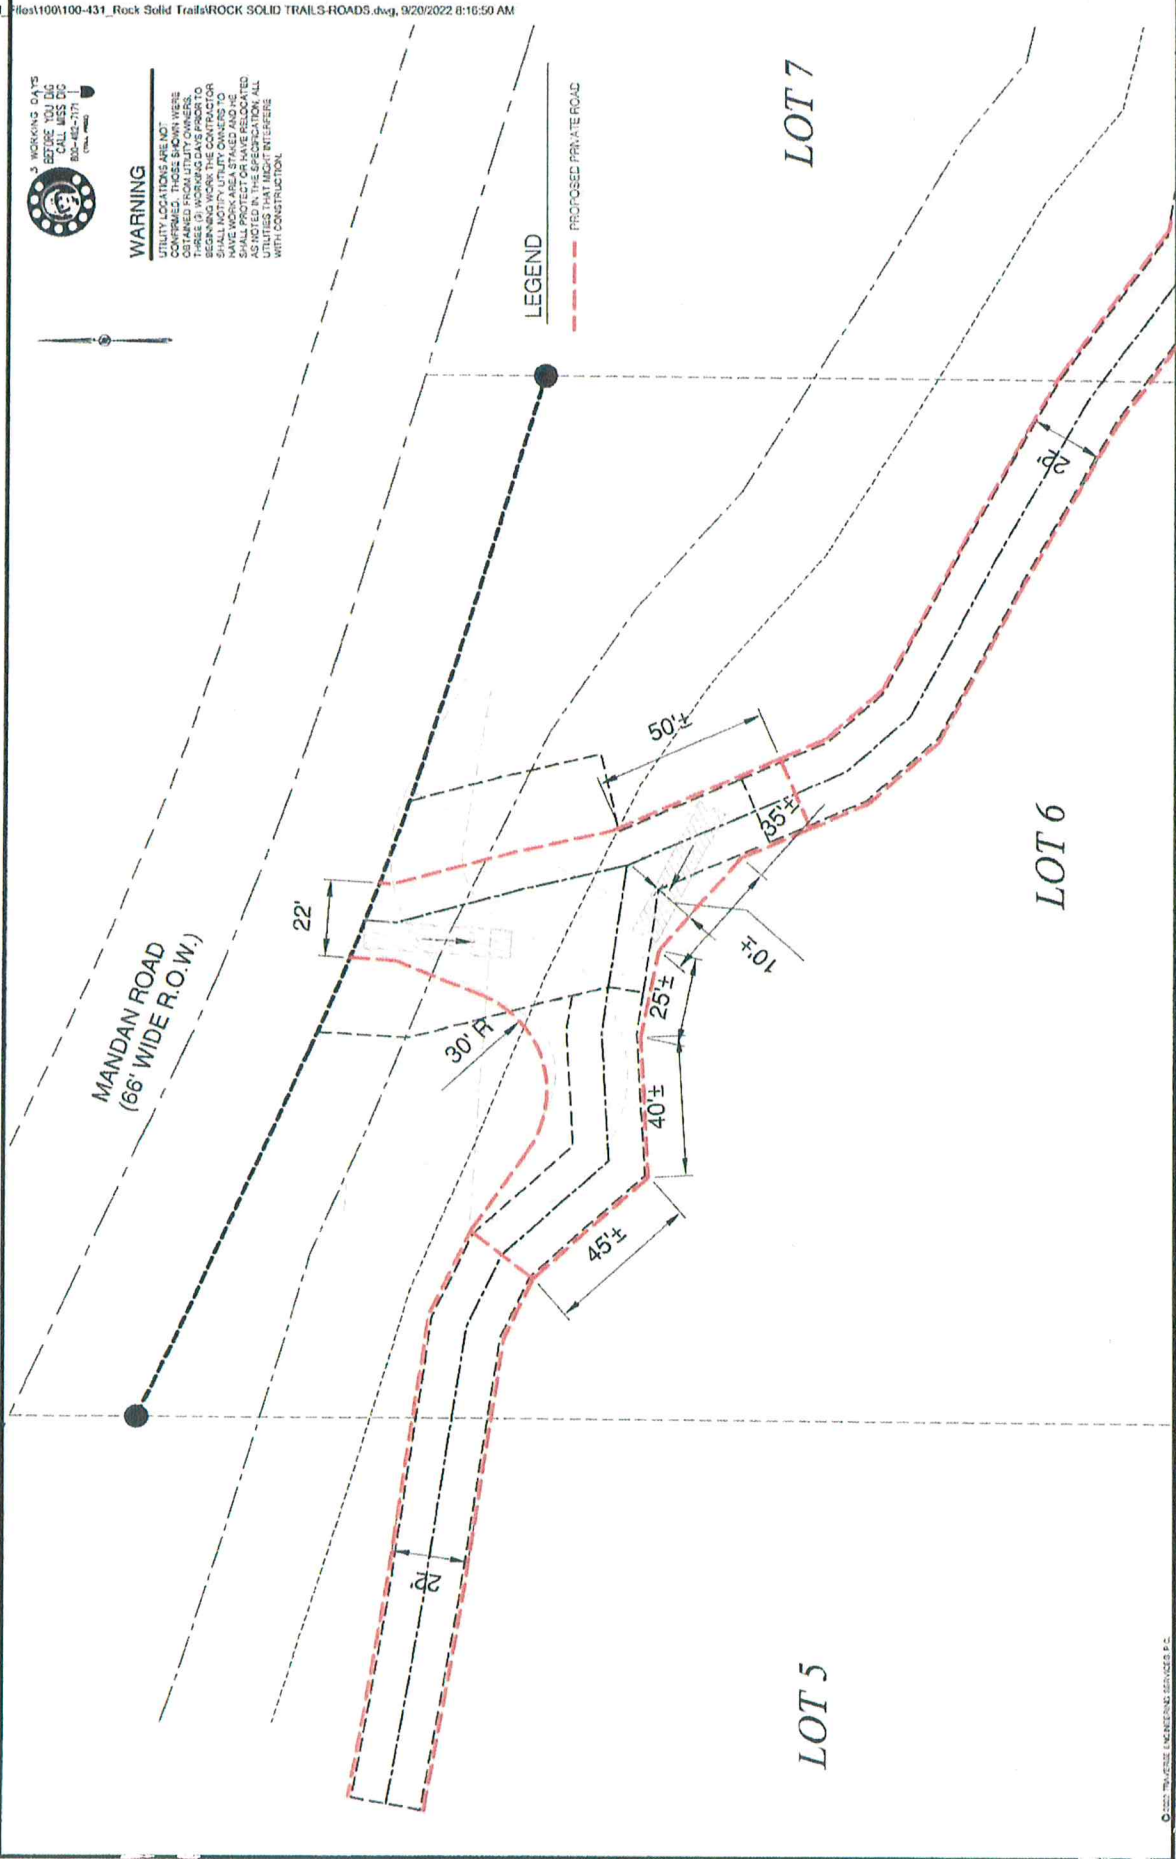 Files\100\100-431_Rock Solid Trails\ROCK SOLID TRAILS-ROADS.dwg, 9/20/2022 8:16:50 AM
3 WORKING DAYS
BEFORE YOU DIG
CALL MISS DIG
800-482-7171
WARNING
UTILITY LOCATIONS ARE NOT
CONFIRMED. THOSE SHOWN WERE
OBTAINED FROM UTILITY OWNERS.
THREE (3) WORKING DAYS PRIOR TO
BEGINNING WORK THE CONTRACTOR
SHALL NOTIFY UTILITY OWNERS TO
HAVE WORK AREA STAKED AND HE
SHALL PROTECT OR HAVE RELOCATED,
AS NOTED IN THE SPECIFICATION, ALL
UTILITIES THAT MIGHT INTERFERE
WITH CONSTRUCTION.
LEGEND
PROPOSED PRIVATE ROAD
MANDAN ROAD
(66' WIDE R.O.W.)
22'
30' R
50'±
35'±
10'±
25'±
40'±
45'±
22'
22'
LOT 5
LOT 6
LOT 7
© 2022 TRAVERSE ENGINEERING SERVICES, P.C.